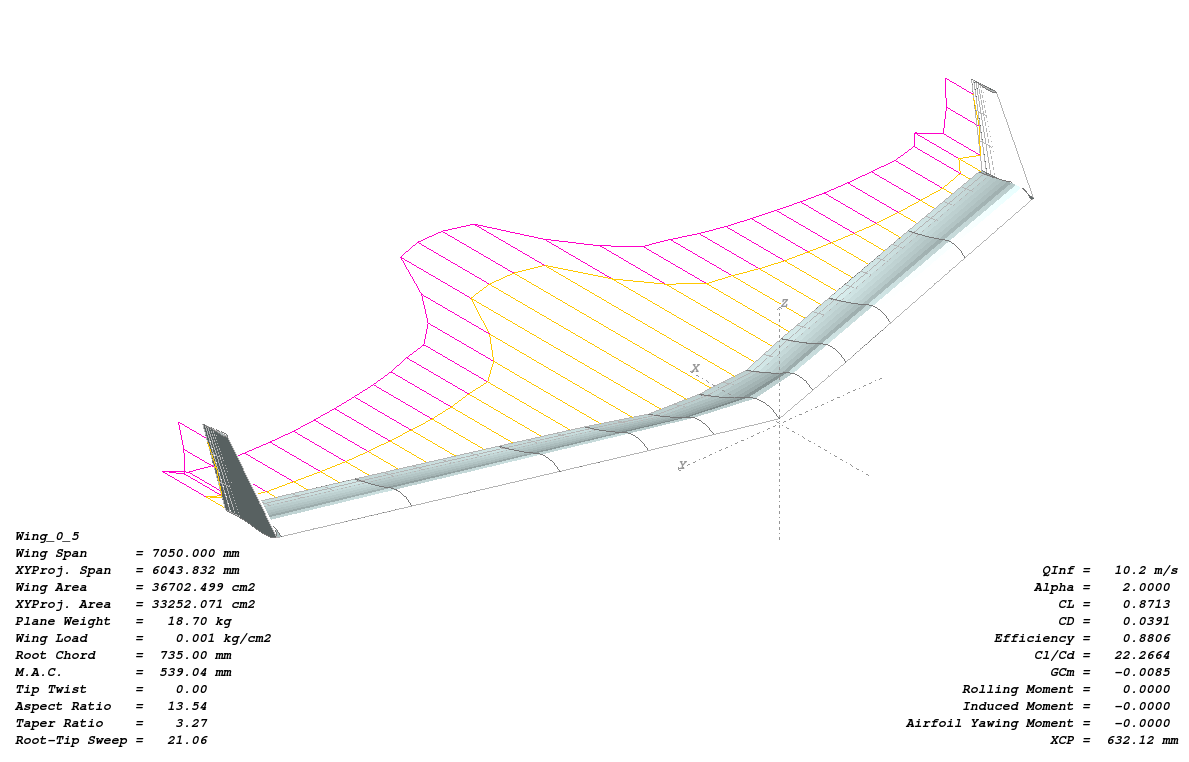 Z
X
Y
Wing_0_5
Wing Span = 7050.000 mm
XYProj. Span = 6043.832 mm
Wing Area = 36702.499 cm2
XYProj. Area = 33252.071 cm2
Plane Weight = 18.70 kg
Wing Load = 0.001 kg/cm2
Root Chord = 735.00 mm
M.A.C. = 539.04 mm
Tip Twist = 0.00
Aspect Ratio = 13.54
Taper Ratio = 3.27
Root-Tip Sweep = 21.06
QInf = 10.2 m/s
Alpha = 2.0000
CL = 0.8713
CD = 0.0391
Efficiency = 0.8806
Cl/Cd = 22.2664
GCm = -0.0085
Rolling Moment = 0.0000
Induced Moment = -0.0000
Airfoil Yawing Moment = -0.0000
XCP = 632.12 mm